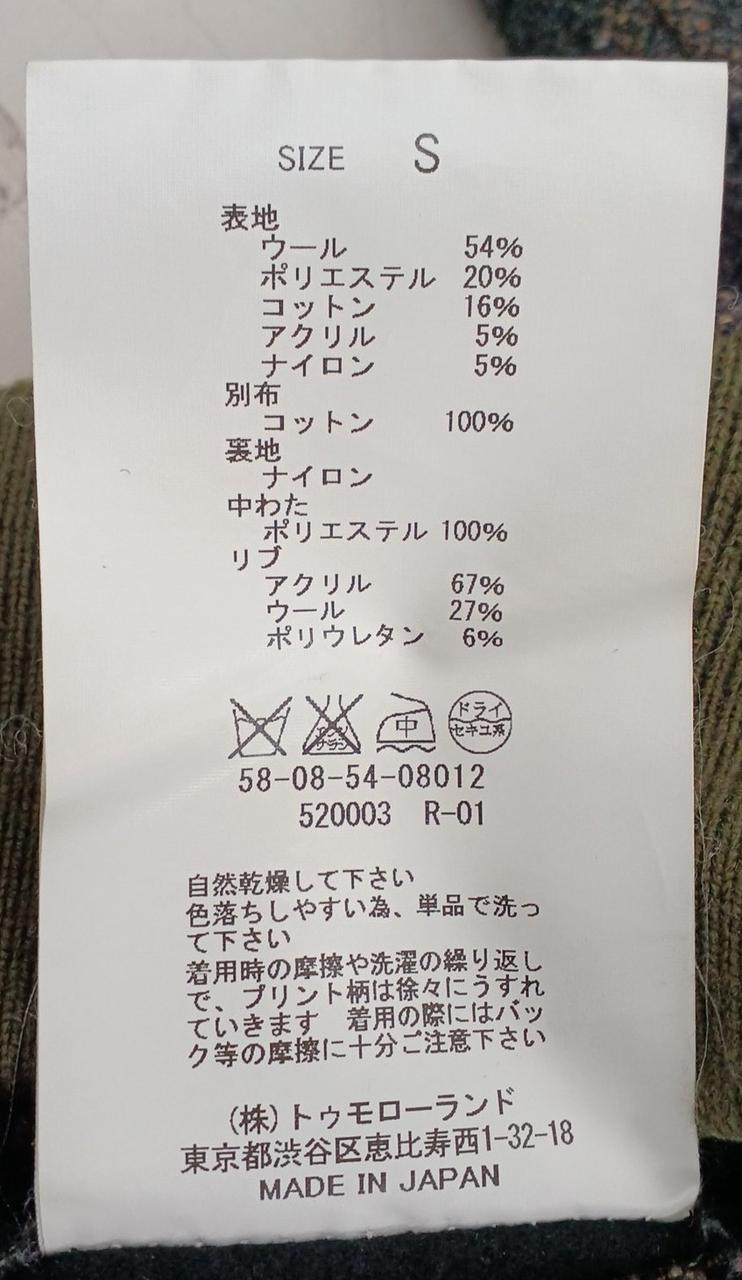 SIZE S
表地
ウール 54%
ポリエステル 20%
コットン 16%
アクリル 5%
ナイロン 5%
別布
コットン 100%
裏地
ナイロン
中わた
ポリエステル 100%
リブ
アクリル 67%
ウール 27%
ポリウレタン 6%
中 ドライ
セキユ系
58-08-54-08012
520003 R-01
自然乾燥して下さい
色落ちしやすい為、単品で洗っ
て下さい
着用時の摩擦や洗濯の繰り返し
で、プリント柄は徐々にうすれ
ていきます 着用の際にはバッ
ク等の摩擦に十分ご注意下さい
(株)トゥモローランド
東京都渋谷区恵比寿西1-32-18
MADE IN JAPAN